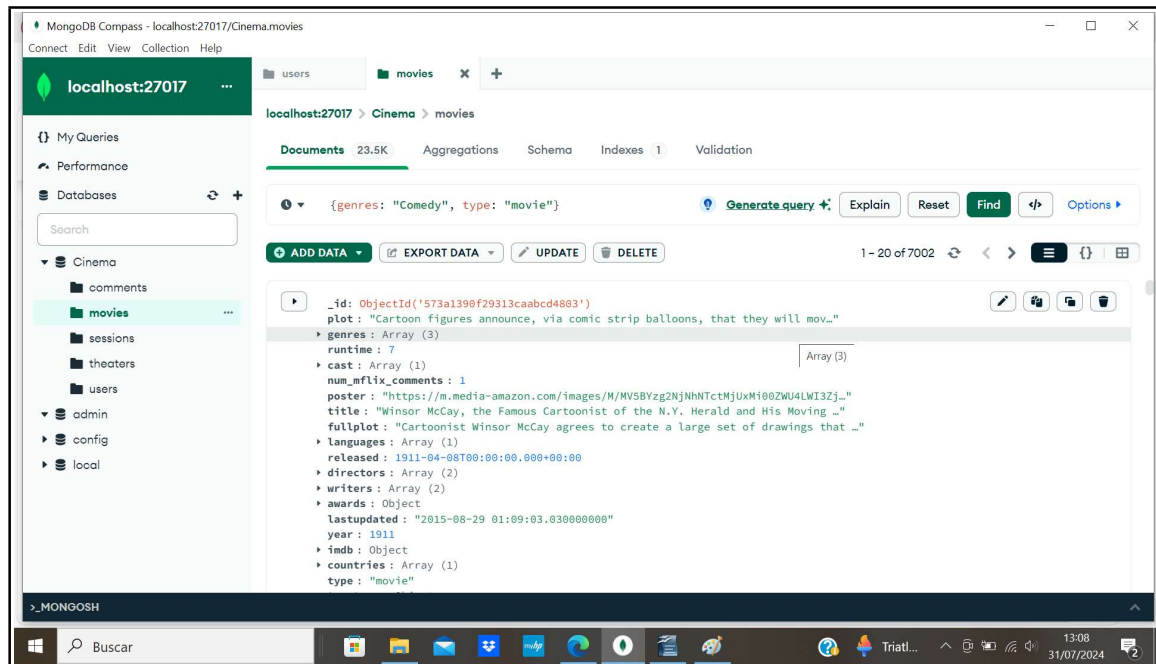 MongoDB Compass - localhost:27017/Cinema.movies
Connect Edit View Collection Help
localhost:27017 ...
{} My Queries
Performance
Databases
Search
Cinema
comments
movies ...
sessions
theaters
users
admin
config
local
users movies
localhost:27017 > Cinema > movies
Documents 23.5K Aggregations Schema Indexes 1 Validation
{genres: "Comedy", type: "movie"} Generate query Explain Reset Find </> Options
ADD DATA EXPORT DATA UPDATE DELETE 1 – 20 of 7002 {}
_id: ObjectId('573a1390f29313caabcd4803')
plot : "Cartoon figures announce, via comic strip balloons, that they will mov…"
genres : Array (3)
runtime : 7
Array (3)
cast : Array (1)
num_mflix_comments : 1
poster : "https://m.media-amazon.com/images/M/MV5BYzg2NjNhNTctMjUxMi00ZWU4LWI3Zj…"
title : "Winsor McCay, the Famous Cartoonist of the N.Y. Herald and His Moving …"
fullplot : "Cartoonist Winsor McCay agrees to create a large set of drawings that …"
languages : Array (1)
released : 1911-04-08T00:00:00.000+00:00
directors : Array (2)
writers : Array (2)
awards : Object
lastupdated : "2015-08-29 01:09:03.030000000"
year : 1911
imdb : Object
countries : Array (1)
type : "movie"
>_MONGOSH
Buscar
Triatl...
13:08
31/07/2024